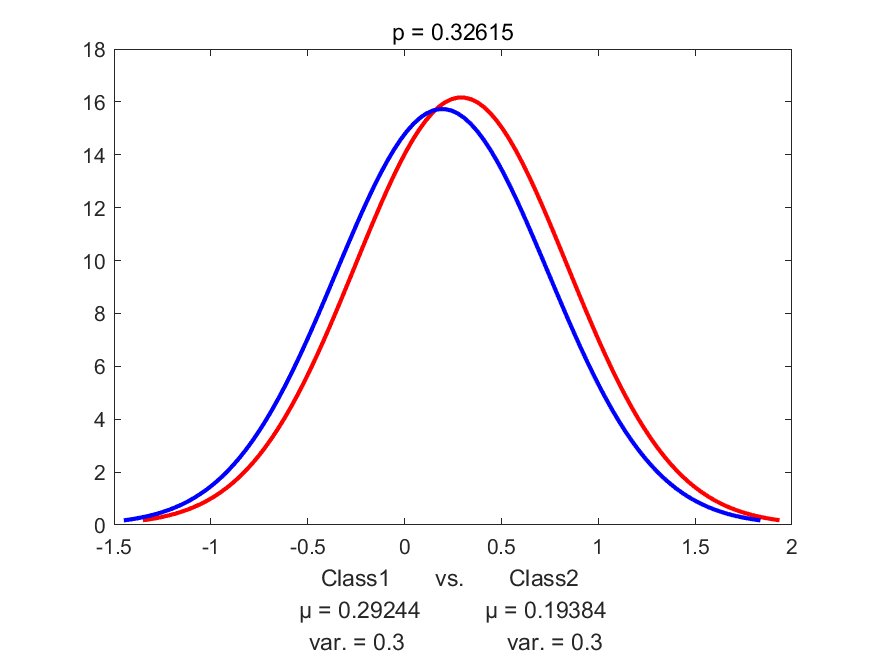 p = 0.32615
18
16
14
12
10
8
6
4
2
0
-1.5 -1 -0.5 0 0.5 1 1.5 2
Class1 vs. Class2
μ = 0.29244 μ = 0.19384
var. = 0.3 var. = 0.3